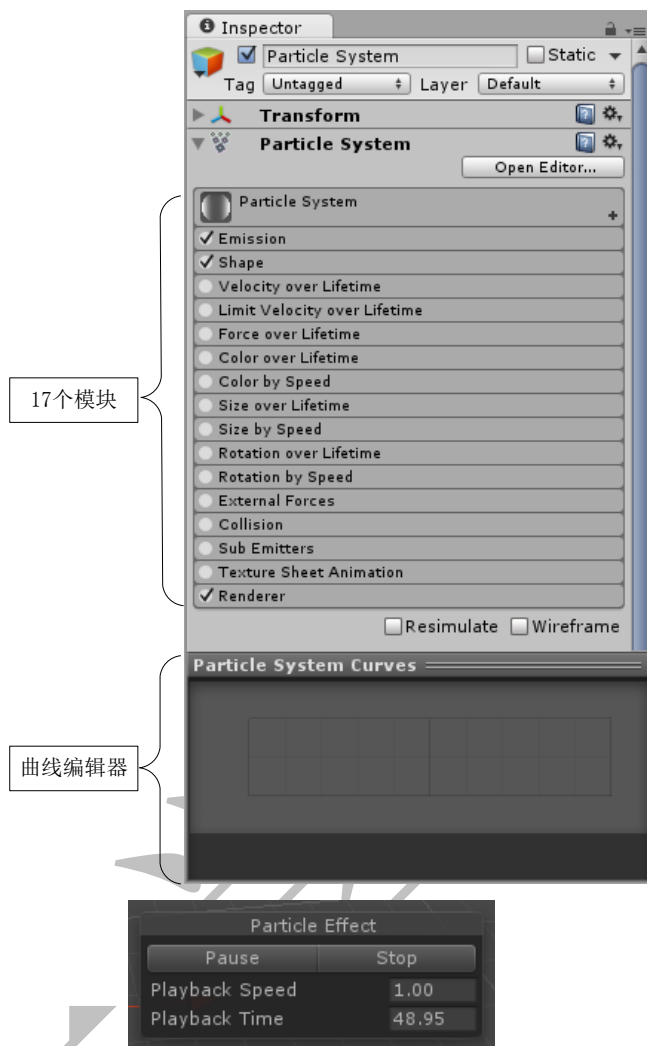 Inspector
Particle System Static
Tag Untagged Layer Default
Transform
Particle System
Open Editor...
Particle System
Emission
Shape
Velocity over Lifetime
Limit Velocity over Lifetime
Force over Lifetime
Color over Lifetime
Color by Speed
Size over Lifetime
Size by Speed
Rotation over Lifetime
Rotation by Speed
External Forces
Collision
Sub Emitters
Texture Sheet Animation
Renderer
17个模块
Resimulate Wireframe
Particle System Curves
曲线编辑器
Particle Effect
Pause Stop
Playback Speed 1.00
Playback Time 48.95